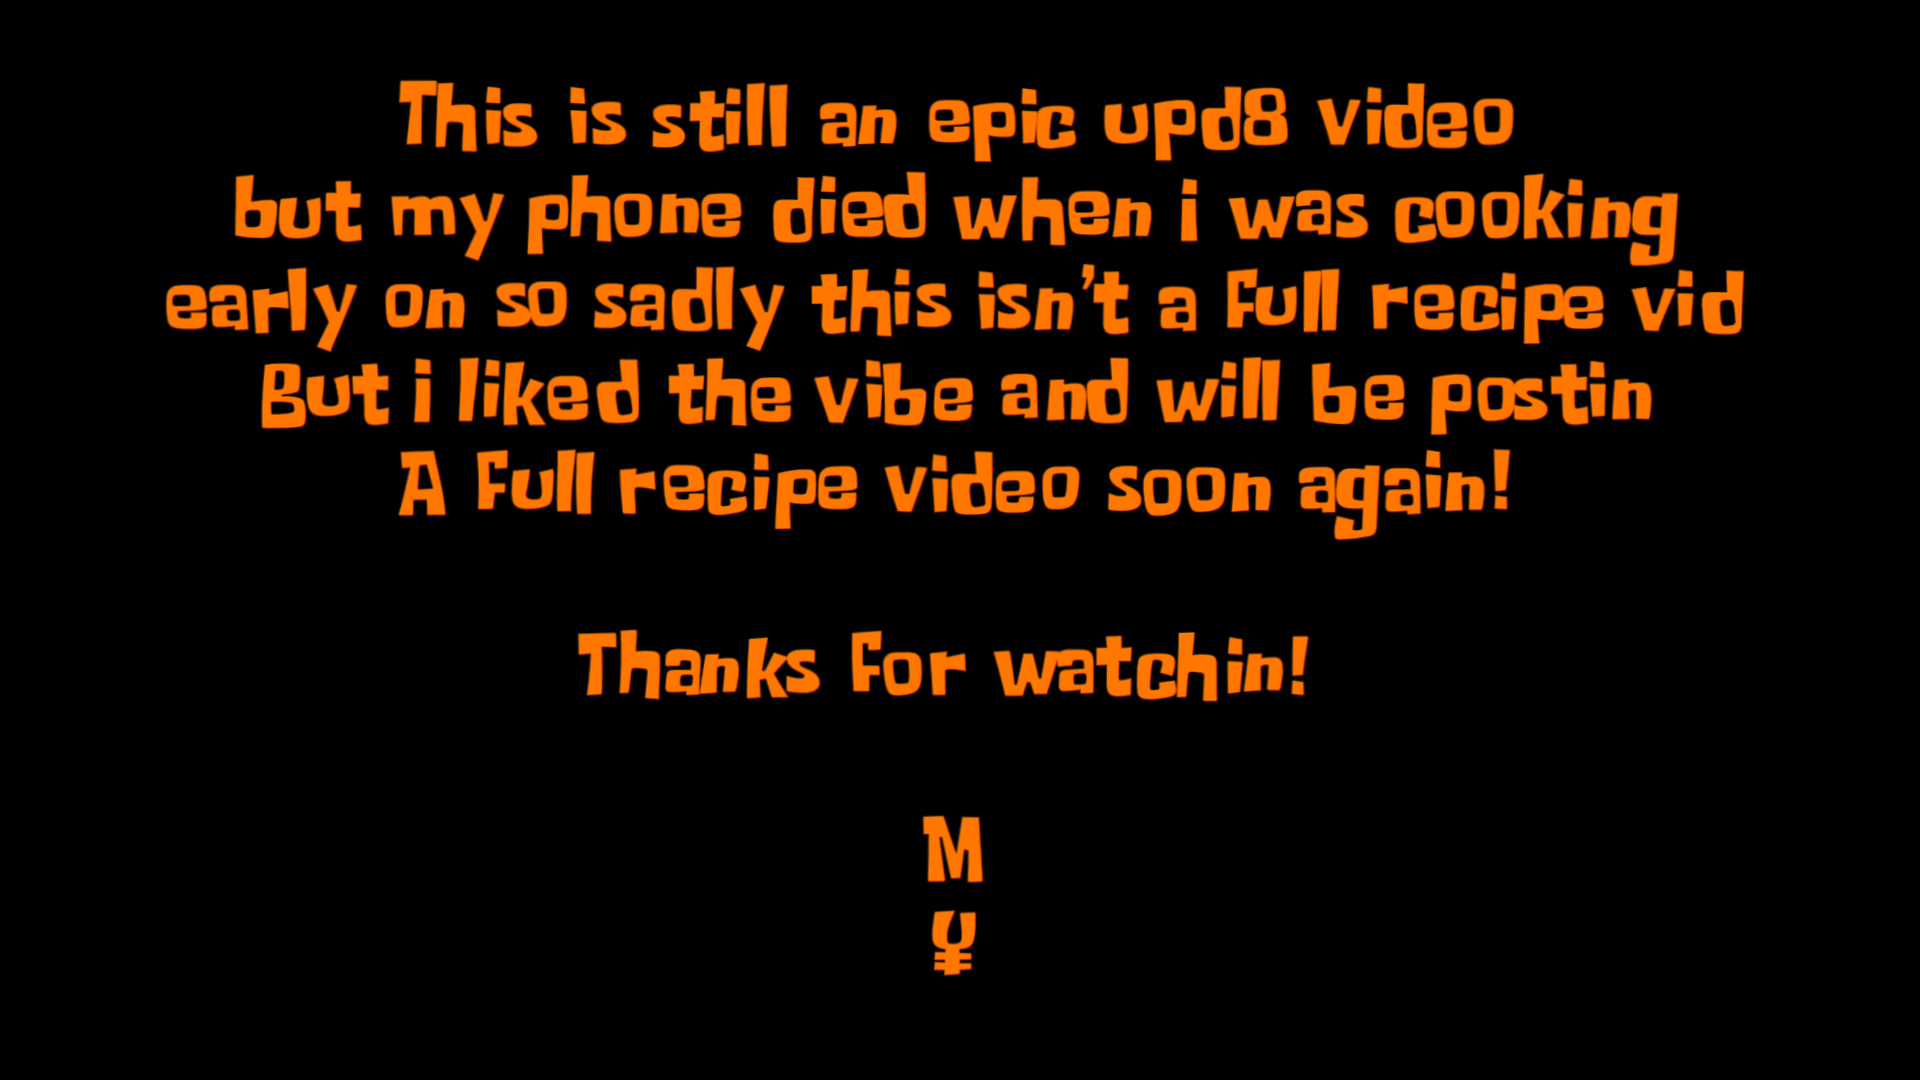 This is still an epic upd8 video
but my phone died when i was cooking
early on so sadly this isn't a full recipe vid
But i liked the vibe and will be postin
A full recipe video soon again!
Thanks for watchin!
M
¥